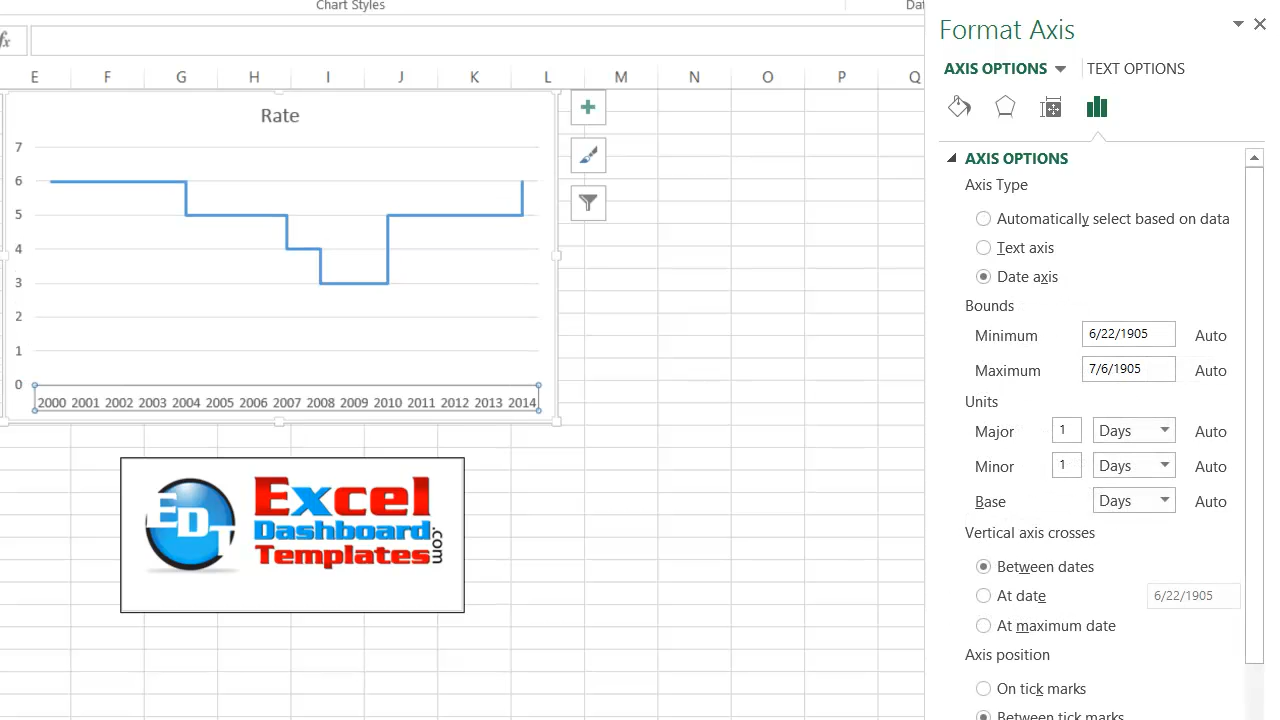 Chart Styles
Dat
fx
E F G H I J K L M N O P Q
Rate
7
6
5
4
3
2
1
0
2000 2001 2002 2003 2004 2005 2006 2007 2008 2009 2010 2011 2012 2013 2014
EDT
Excel
Dashboard
Templates
.com
Format Axis
AXIS OPTIONS TEXT OPTIONS
AXIS OPTIONS
Axis Type
Automatically select based on data
Text axis
Date axis
Bounds
Minimum 6/22/1905 Auto
Maximum 7/6/1905 Auto
Units
Major 1 Days Auto
Minor 1 Days Auto
Base Days Auto
Vertical axis crosses
Between dates
At date 6/22/1905
At maximum date
Axis position
On tick marks
Between tick marks